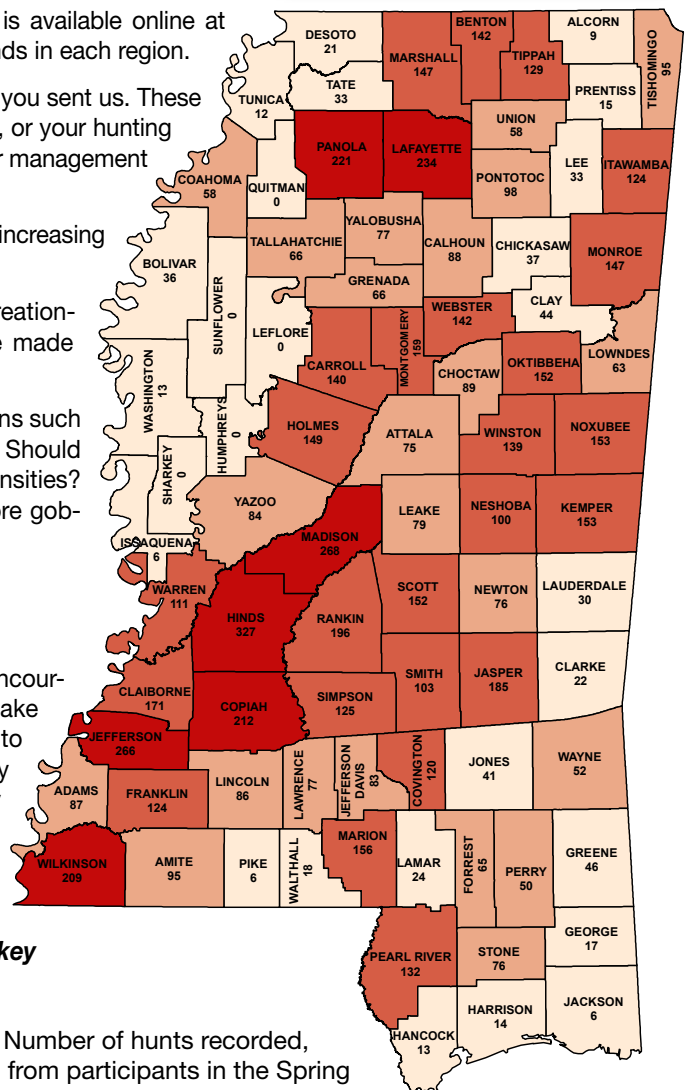 is available online at
nds in each region.
you sent us. These
, or your hunting
r management
increasing
reation-
e made
ns such
Should
nsities?
ore gob-
ncour-
ake
to
y
key
Number of hunts recorded,
from participants in the Spring
DESOTO
21
BENTON
142
ALCORN
9
MARSHALL
147
TIPPAH
129
TISHOMINGO
95
TATE
33
PRENTISS
15
TUNICA
12
UNION
58
PANOLA
221
LAFAYETTE
234
LEE
33
ITAWAMBA
124
COAHOMA
58
QUITMAN
0
PONTOTOC
98
YALOBUSHA
77
TALLAHATCHIE
66
CALHOUN
88
CHICKASAW
37
MONROE
147
BOLIVAR
36
SUNFLOWER
0
GRENADA
66
CLAY
44
LEFLORE
0
WEBSTER
142
CARROLL
140
MONTGOMERY
159
CHOCTAW
89
OKTIBBEHA
152
LOWNDES
63
WASHINGTON
13
HUMPHREYS
0
HOLMES
149
ATTALA
75
WINSTON
139
NOXUBEE
153
SHARKEY
0
YAZOO
84
LEAKE
79
NESHOBA
100
KEMPER
153
ISSAQUENA
6
MADISON
268
WARREN
111
SCOTT
152
NEWTON
76
LAUDERDALE
30
HINDS
327
RANKIN
196
CLAIBORNE
171
COPIAH
212
SIMPSON
125
SMITH
103
JASPER
185
CLARKE
22
JEFFERSON
266
ADAMS
87
FRANKLIN
124
LINCOLN
86
LAWRENCE
77
JEFFERSON
DAVIS
83
COVINGTON
120
JONES
41
WAYNE
52
WILKINSON
209
AMITE
95
PIKE
6
WALTHALL
18
MARION
156
LAMAR
24
FORREST
65
PERRY
50
GREENE
46
PEARL RIVER
132
STONE
76
GEORGE
17
HANCOCK
13
HARRISON
14
JACKSON
6